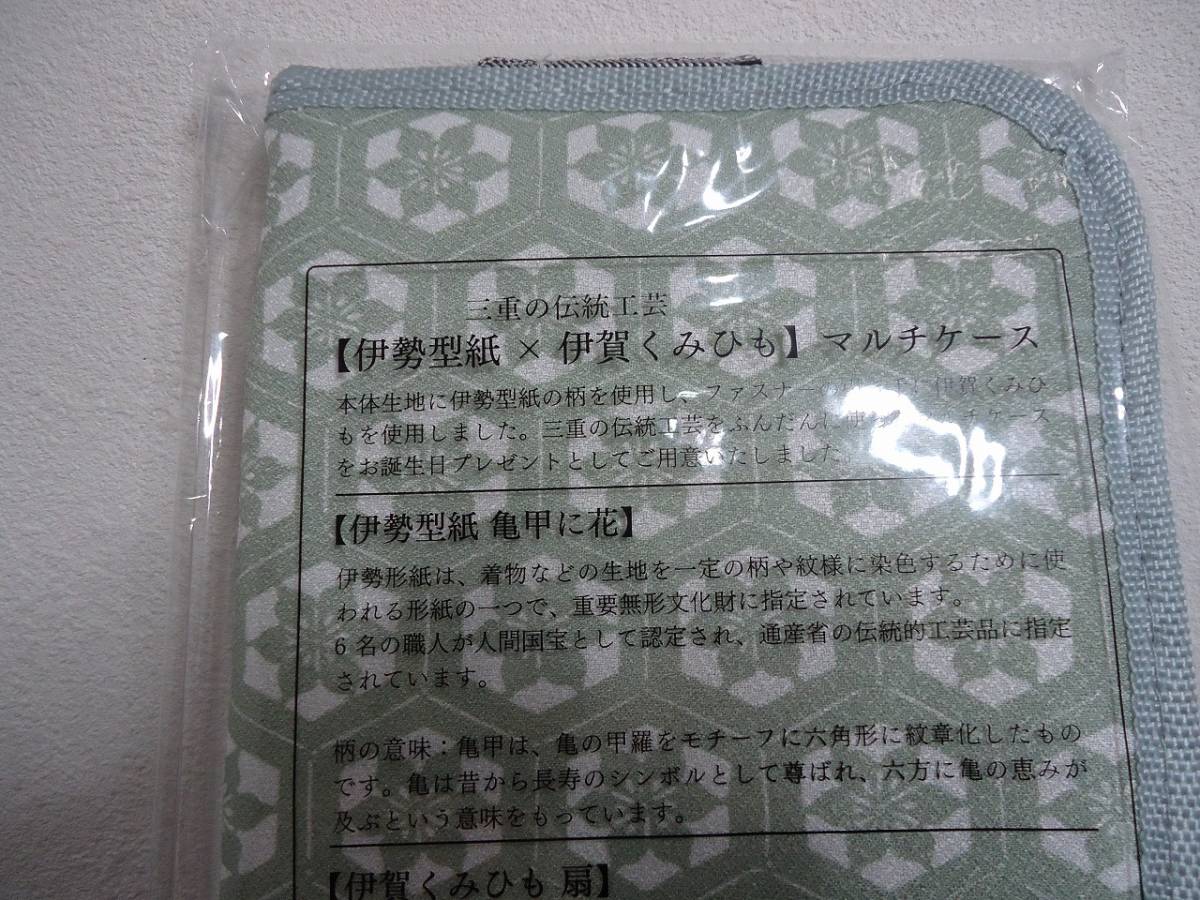 三重の伝統工芸
【伊勢型紙 × 伊賀くみひも】マルチケース
本体生地に伊勢型紙の柄を使用し、ファスナーの に伊賀くみひ
もを使用しました。三重の伝統工芸をふんだんに チケース
をお誕生日プレゼントとしてご用意いたしました
【伊勢型紙 亀甲に花】
伊勢形紙は、着物などの生地を一定の柄や紋様に染色するために使
われる形紙の一つで、重要無形文化財に指定されています。
6 名の職人が人間国宝として認定され、通産省の伝統的工芸品に指定
されています。
柄の意味：亀甲は、亀の甲羅をモチーフに六角形に紋章化したもの
です。亀は昔から長寿のシンボルとして尊ばれ、六方に亀の恵みが
及ぶという意味をもっています。
【伊賀くみひも 扇】